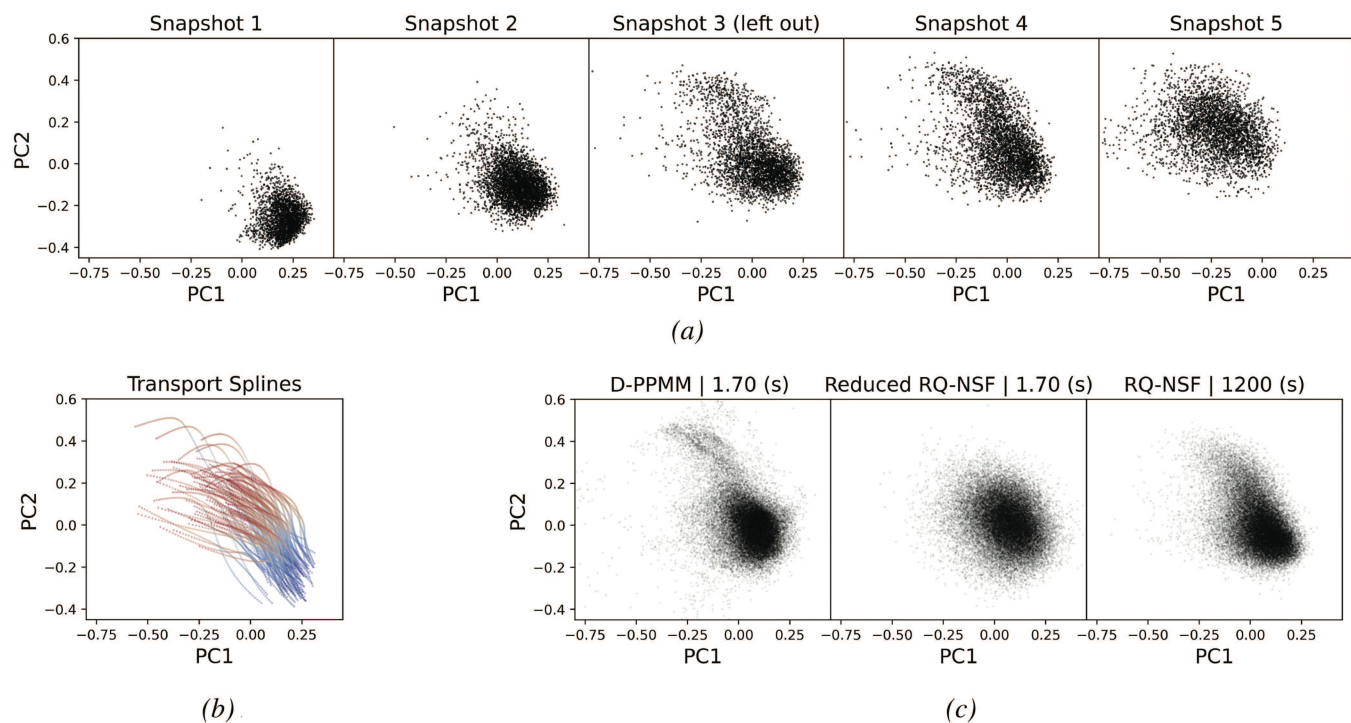 Snapshot 1 Snapshot 2 Snapshot 3 (left out) Snapshot 4 Snapshot 5
0.6
0.4
0.2
0.0
−0.2
−0.4
PC2
−0.75 −0.50 −0.25 0.00 0.25 −0.75 −0.50 −0.25 0.00 0.25 −0.75 −0.50 −0.25 0.00 0.25 −0.75 −0.50 −0.25 0.00 0.25 −0.75 −0.50 −0.25 0.00 0.25
PC1 PC1 PC1 PC1 PC1
(a)
Transport Splines
0.6
0.4
0.2
0.0
−0.2
−0.4
PC2
−0.75 −0.50 −0.25 0.00 0.25
PC1
(b)
D-PPMM | 1.70 (s) Reduced RQ-NSF | 1.70 (s) RQ-NSF | 1200 (s)
0.6
0.4
0.2
0.0
−0.2
−0.4
PC2
−0.75 −0.50 −0.25 0.00 0.25 −0.75 −0.50 −0.25 0.00 0.25 −0.75 −0.50 −0.25 0.00 0.25
PC1 PC1 PC1
(c)